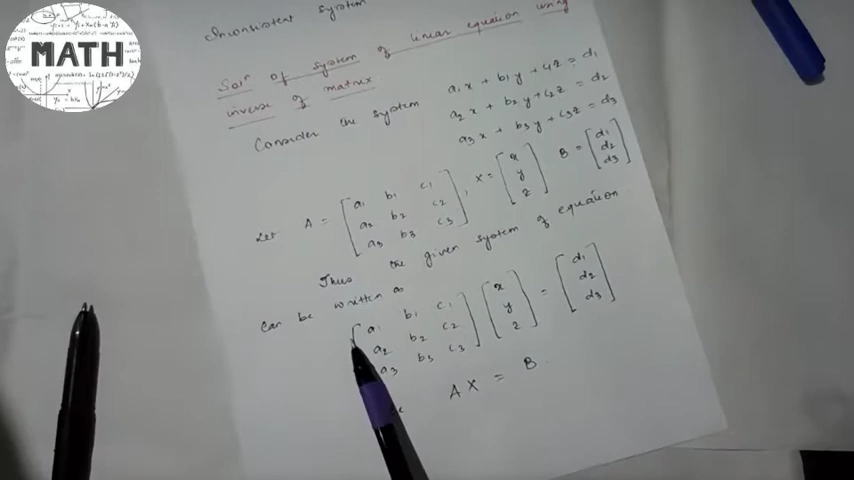 MATH
Inconsistent system
Solⁿ of system of linear equaion using
inverse of matrix
Consider the system a₁x + b₁y + c₁z = d₁
a₂x + b₂y + c₂z = d₂
a₃x + b₃y + c₃z = d₃
Let A = [a₁ b₁ c₁], X = [x] B = [d₁]
a₂ b₂ c₂ y d₂
a₃ b₃ c₃ z d₃
Thus the given system of equaion
can be written as
[a₁ b₁ c₁] [x] = [d₁]
a₂ b₂ c₂ y d₂
a₃ b₃ c₃ z d₃
AX = B